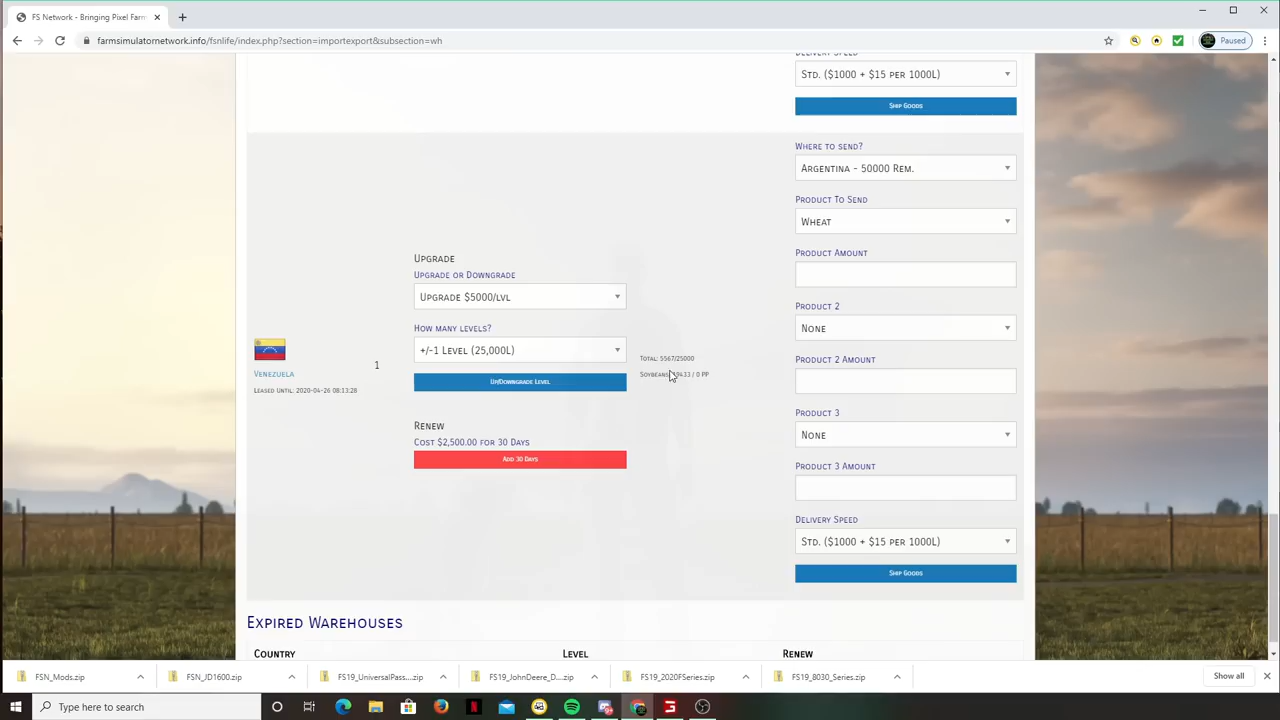 FS Network - Bringing Pixel Farm
farmsimulatornetwork.info/fsnlife/index.php?section=importexport&subsection=wh
Paused
Delivery Speed
Std. ($1000 + $15 per 1000L)
Ship Goods
Where to send?
Argentina - 50000 Rem.
Product To Send
Wheat
Product Amount
Upgrade
Upgrade or Downgrade
Upgrade $5000/lvl
Product 2
None
How many levels?
+/-1 Level (25,000L)
Product 2 Amount
Venezuela
Leased Until: 2020-04-26 08:13:28
1
Total: 5567/25000
Up/Downgrade Level
Product 3
None
Renew
Cost $2,500.00 for 30 Days
Add 30 Days
Product 3 Amount
Delivery Speed
Std. ($1000 + $15 per 1000L)
Ship Goods
Expired Warehouses
Country Level Renew
FSN_Mods.zip
FSN_JD1600.zip
FS19_UniversalPass....zip
FS19_JohnDeere_D....zip
FS19_2020FSeries.zip
FS19_8030_Series.zip
Show all
Type here to search